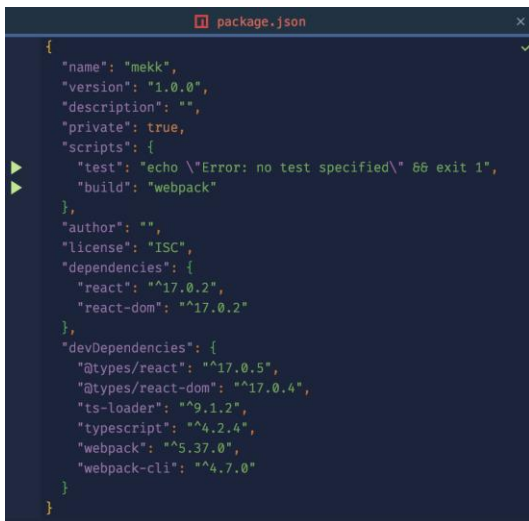 package.json
{
"name": "mekk",
"version": "1.0.0",
"description": "",
"private": true,
"scripts": {
"test": "echo \"Error: no test specified\" && exit 1",
"build": "webpack"
},
"author": "",
"license": "ISC",
"dependencies": {
"react": "^17.0.2",
"react-dom": "^17.0.2"
},
"devDependencies": {
"@types/react": "^17.0.5",
"@types/react-dom": "^17.0.4",
"ts-loader": "^9.1.2",
"typescript": "^4.2.4",
"webpack": "^5.37.0",
"webpack-cli": "^4.7.0"
}
}